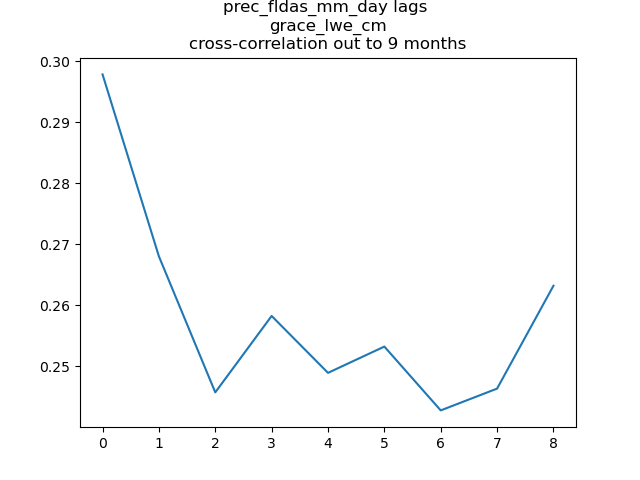 prec_fldas_mm_day lags
grace_lwe_cm
cross-correlation out to 9 months
0.30
0.29
0.28
0.27
0.26
0.25
0 1 2 3 4 5 6 7 8